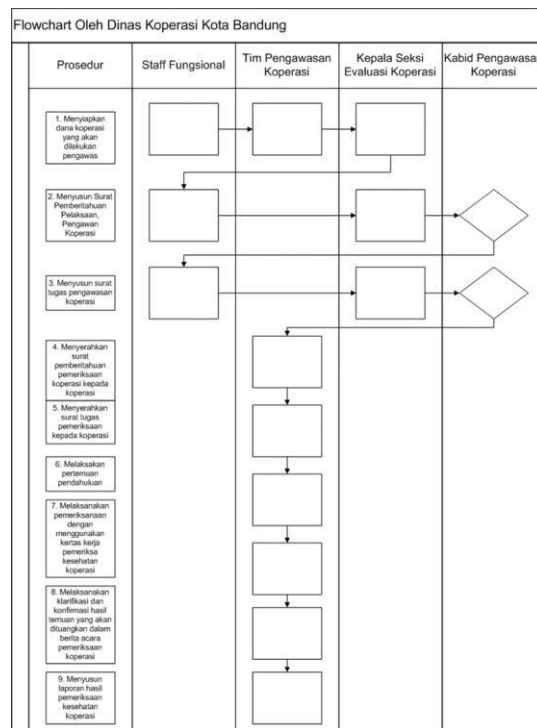 Flowchart Oleh Dinas Koperasi Kota Bandung
Prosedur
Staff Fungsional
Tim Pengawasan
Koperasi
Kepala Seksi
Evaluasi Koperasi
Kabid Pengawasa
Koperasi
1. Menyiapkan
dana koperasi
yang akan
dilakukan
pengawas
2. Menyusun Surat
Pemberitahuan
Pelaksaan,
Pengawan
Koperasi
3. Menyusun surat
tugas pengawasan
koperasi
4. Menyerahkan
surat
pemberitahuan
pemeriksaan
koperasi kepada
koperasi
5. Menyerahkan
surat tugas
pemeriksaan
kepada koperasi
6. Melaksakan
pertemuan
pendahuluan
7. Melaksanakan
pemeriksanaan
dengan
menggunakan
kertas kerja
pemeriksa
kesehatan
koperasi
8. Melaksanakan
klarifikasi dan
konfirmasi hasil
temuan yang akan
dituangkan dalam
berita acara
pemeriksaan
koperasi
9. Menyusun
laporan hasil
pemeriksaan
kesehatan
koperasi